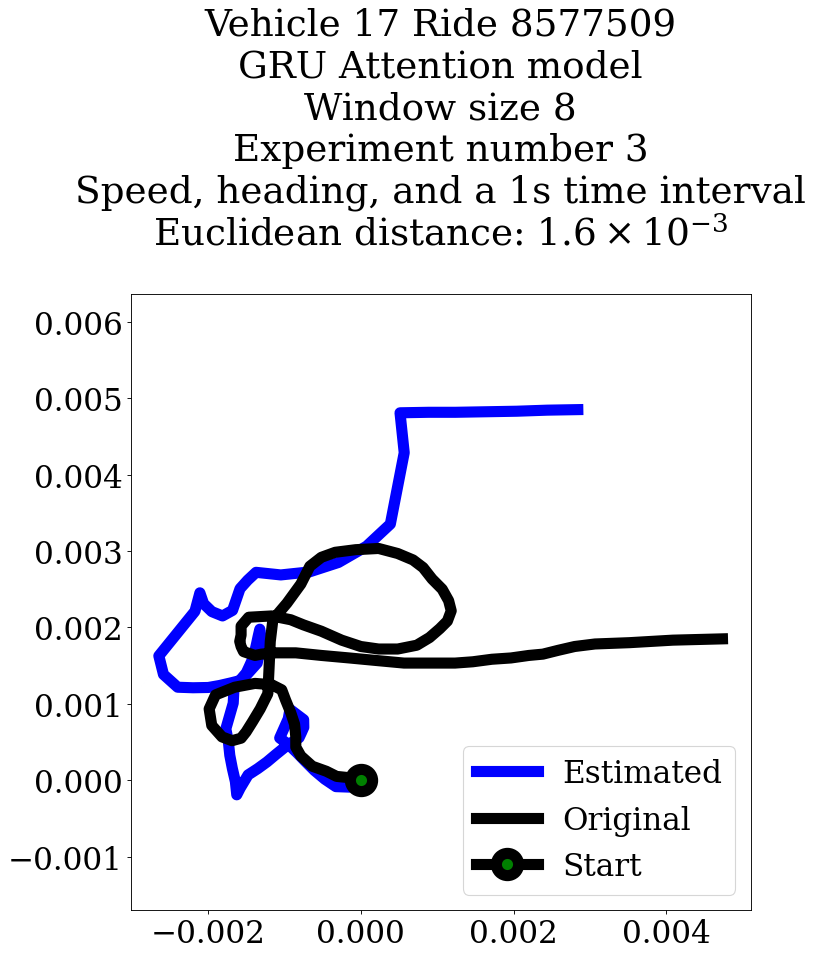 Vehicle 17 Ride 8577509
GRU Attention model
Window size 8
Experiment number 3
Speed, heading, and a 1s time interval
Euclidean distance: 1.6 × 10⁻³
0.006
0.005
0.004
0.003
0.002
0.001
0.000
−0.001
−0.002
0.000
0.002
0.004
Estimated
Original
Start